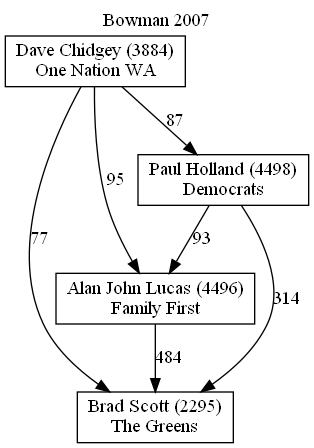 Bowman 2007
Dave Chidgey (3884)
One Nation WA
87
Paul Holland (4498)
Democrats
95
77
93
Alan John Lucas (4496)
Family First
314
484
Brad Scott (2295)
The Greens